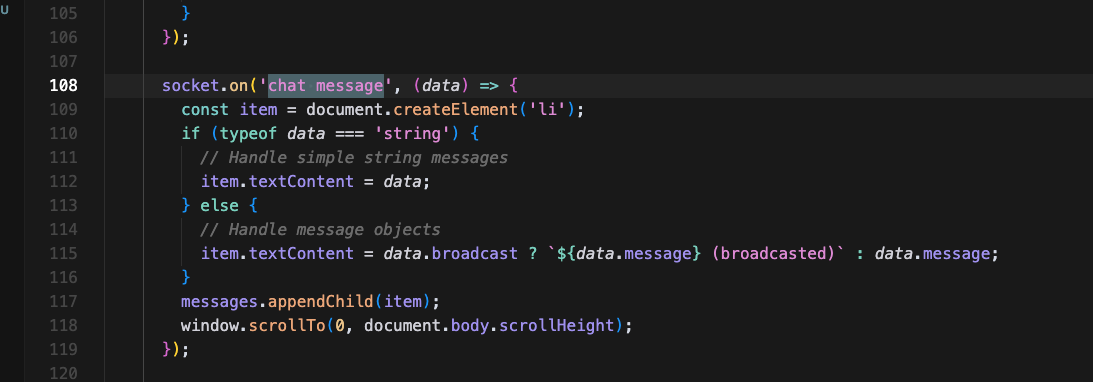 U
105 }
106 });
107
108 socket.on('chat message', (data) => {
109 const item = document.createElement('li');
110 if (typeof data === 'string') {
111 // Handle simple string messages
112 item.textContent = data;
113 } else {
114 // Handle message objects
115 item.textContent = data.broadcast ? `${data.message} (broadcasted)` : data.message;
116 }
117 messages.appendChild(item);
118 window.scrollTo(0, document.body.scrollHeight);
119 });
120